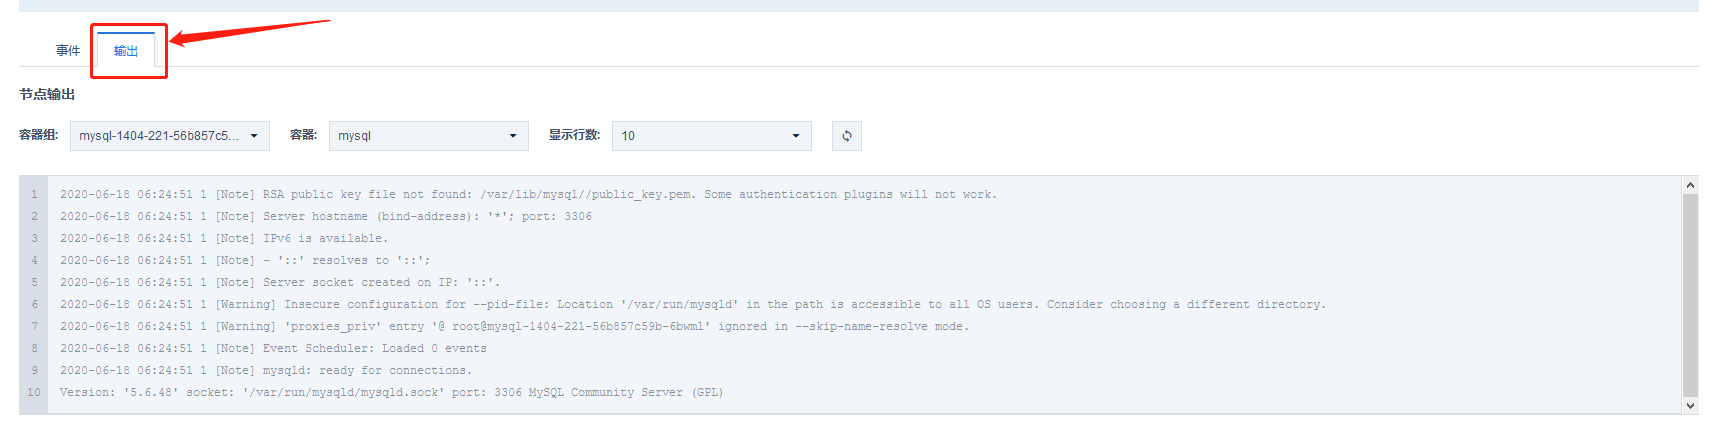 事件 输出
节点输出
容器组: mysql-1404-221-56b857c5... 容器: mysql 显示行数: 10
1 2020-06-18 06:24:51 1 [Note] RSA public key file not found: /var/lib/mysql//public_key.pem. Some authentication plugins will not work.
2 2020-06-18 06:24:51 1 [Note] Server hostname (bind-address): '*'; port: 3306
3 2020-06-18 06:24:51 1 [Note] IPv6 is available.
4 2020-06-18 06:24:51 1 [Note] - '::' resolves to '::';
5 2020-06-18 06:24:51 1 [Note] Server socket created on IP: '::'.
6 2020-06-18 06:24:51 1 [Warning] Insecure configuration for --pid-file: Location '/var/run/mysqld' in the path is accessible to all OS users. Consider choosing a different directory.
7 2020-06-18 06:24:51 1 [Warning] 'proxies_priv' entry '@ root@mysql-1404-221-56b857c59b-6bwml' ignored in --skip-name-resolve mode.
8 2020-06-18 06:24:51 1 [Note] Event Scheduler: Loaded 0 events
9 2020-06-18 06:24:51 1 [Note] mysqld: ready for connections.
10 Version: '5.6.48' socket: '/var/run/mysqld/mysqld.sock' port: 3306 MySQL Community Server (GPL)